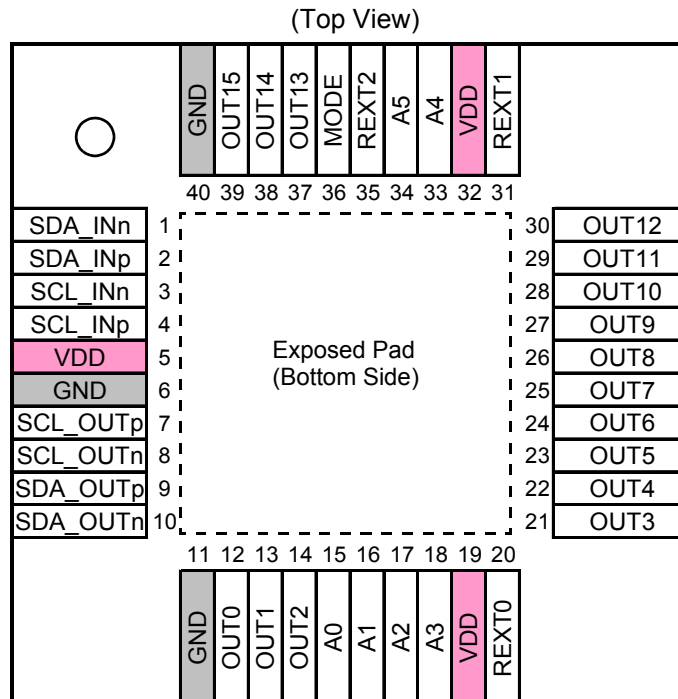 (Top View)
GND OUT15 OUT14 OUT13 MODE REXT2 A5 A4 VDD REXT1
40 39 38 37 36 35 34 33 32 31
SDA_INn 1 30 OUT12
SDA_INp 2 29 OUT11
SCL_INn 3 28 OUT10
SCL_INp 4 27 OUT9
VDD 5 Exposed Pad 26 OUT8
GND 6 (Bottom Side) 25 OUT7
SCL_OUTp 7 24 OUT6
SCL_OUTn 8 23 OUT5
SDA_OUTp 9 22 OUT4
SDA_OUTn 10 21 OUT3
11 12 13 14 15 16 17 18 19 20
GND OUT0 OUT1 OUT2 A0 A1 A2 A3 VDD REXT0